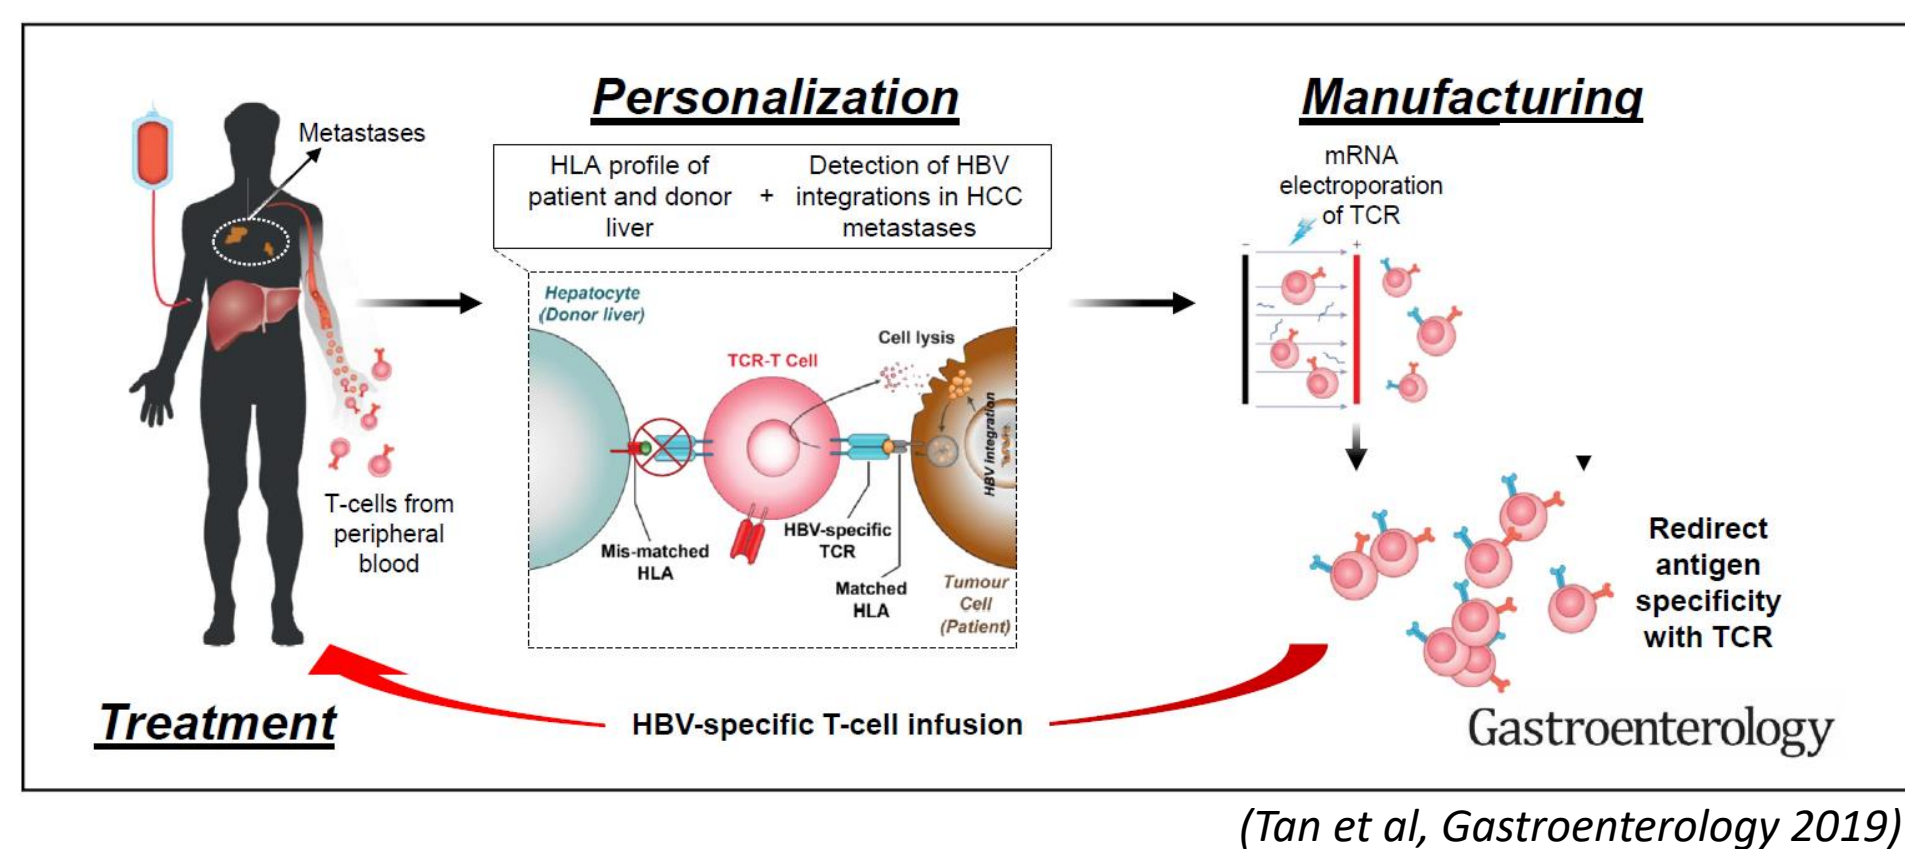 Metastases
T-cells from
peripheral
blood
Treatment
Personalization
HLA profile of
patient and donor
liver
+
Detection of HBV
integrations in HCC
metastases
Hepatocyte
(Donor liver)
TCR-T Cell
Cell lysis
HBV integration
Mis-matched
HLA
HBV-specific
TCR
Matched
HLA
Tumour
Cell
(Patient)
HBV-specific T-cell infusion
Manufacturing
mRNA
electroporation
of TCR
-
+
Redirect
antigen
specificity
with TCR
Gastroenterology
(Tan et al, Gastroenterology 2019)